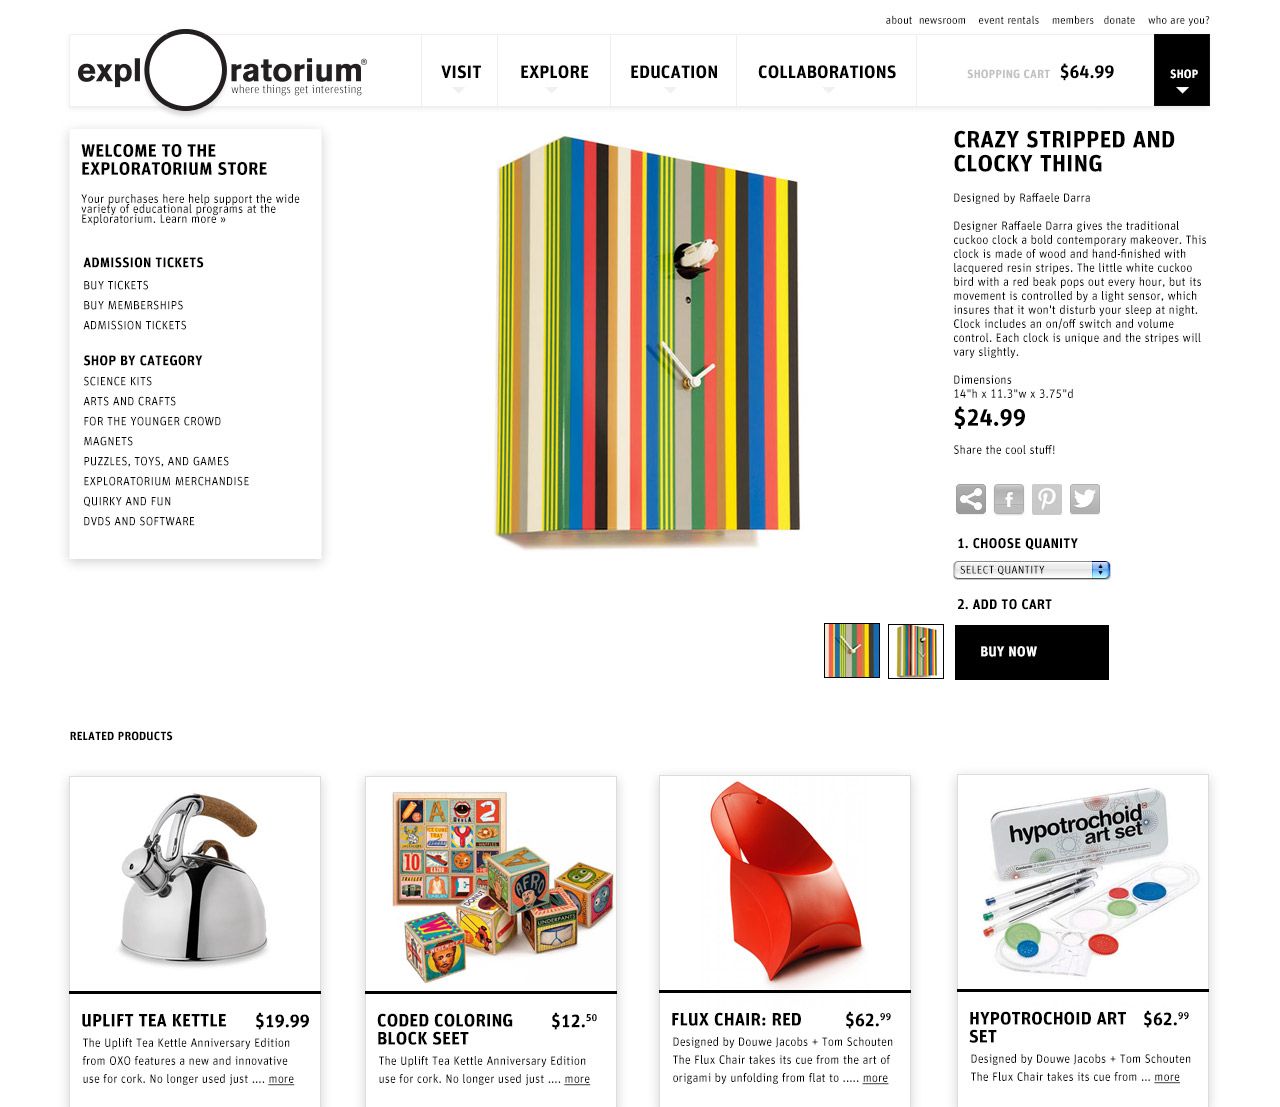 about newsroom event rentals members donate who are you?
expl ratorium®
where things get interesting
VISIT EXPLORE EDUCATION COLLABORATIONS SHOPPING CART $64.99 SHOP
WELCOME TO THE
EXPLORATORIUM STORE
Your purchases here help support the wide
variety of educational programs at the
Exploratorium. Learn more »
ADMISSION TICKETS
BUY TICKETS
BUY MEMBERSHIPS
ADMISSION TICKETS
SHOP BY CATEGORY
SCIENCE KITS
ARTS AND CRAFTS
FOR THE YOUNGER CROWD
MAGNETS
PUZZLES, TOYS, AND GAMES
EXPLORATORIUM MERCHANDISE
QUIRKY AND FUN
DVDS AND SOFTWARE
CRAZY STRIPPED AND
CLOCKY THING
Designed by Raffaele Darra
Designer Raffaele Darra gives the traditional
cuckoo clock a bold contemporary makeover. This
clock is made of wood and hand-finished with
lacquered resin stripes. The little white cuckoo
bird with a red beak pops out every hour, but its
movement is controlled by a light sensor, which
insures that it won't disturb your sleep at night.
Clock includes an on/off switch and volume
control. Each clock is unique and the stripes will
vary slightly.
Dimensions
14"h x 11.3"w x 3.75"d
$24.99
Share the cool stuff!
1. CHOOSE QUANITY
SELECT QUANTITY
2. ADD TO CART
BUY NOW
RELATED PRODUCTS
A 2
ICE CUBE TRAY
WAFFLES
10
KAZOO
TRAILER
AFRO
DONUT
UNDERPANTS
W
hypotrochoid
art set
UPLIFT TEA KETTLE $19.99
The Uplift Tea Kettle Anniversary Edition
from OXO features a new and innovative
use for cork. No longer used just .... more
CODED COLORING $12.50
BLOCK SEET
The Uplift Tea Kettle Anniversary Edition
use for cork. No longer used just .... more
FLUX CHAIR: RED $62.99
Designed by Douwe Jacobs + Tom Schouten
The Flux Chair takes its cue from the art of
origami by unfolding from flat to ..... more
HYPOTROCHOID ART $62.99
SET
Designed by Douwe Jacobs + Tom Schouten
The Flux Chair takes its cue from ... more